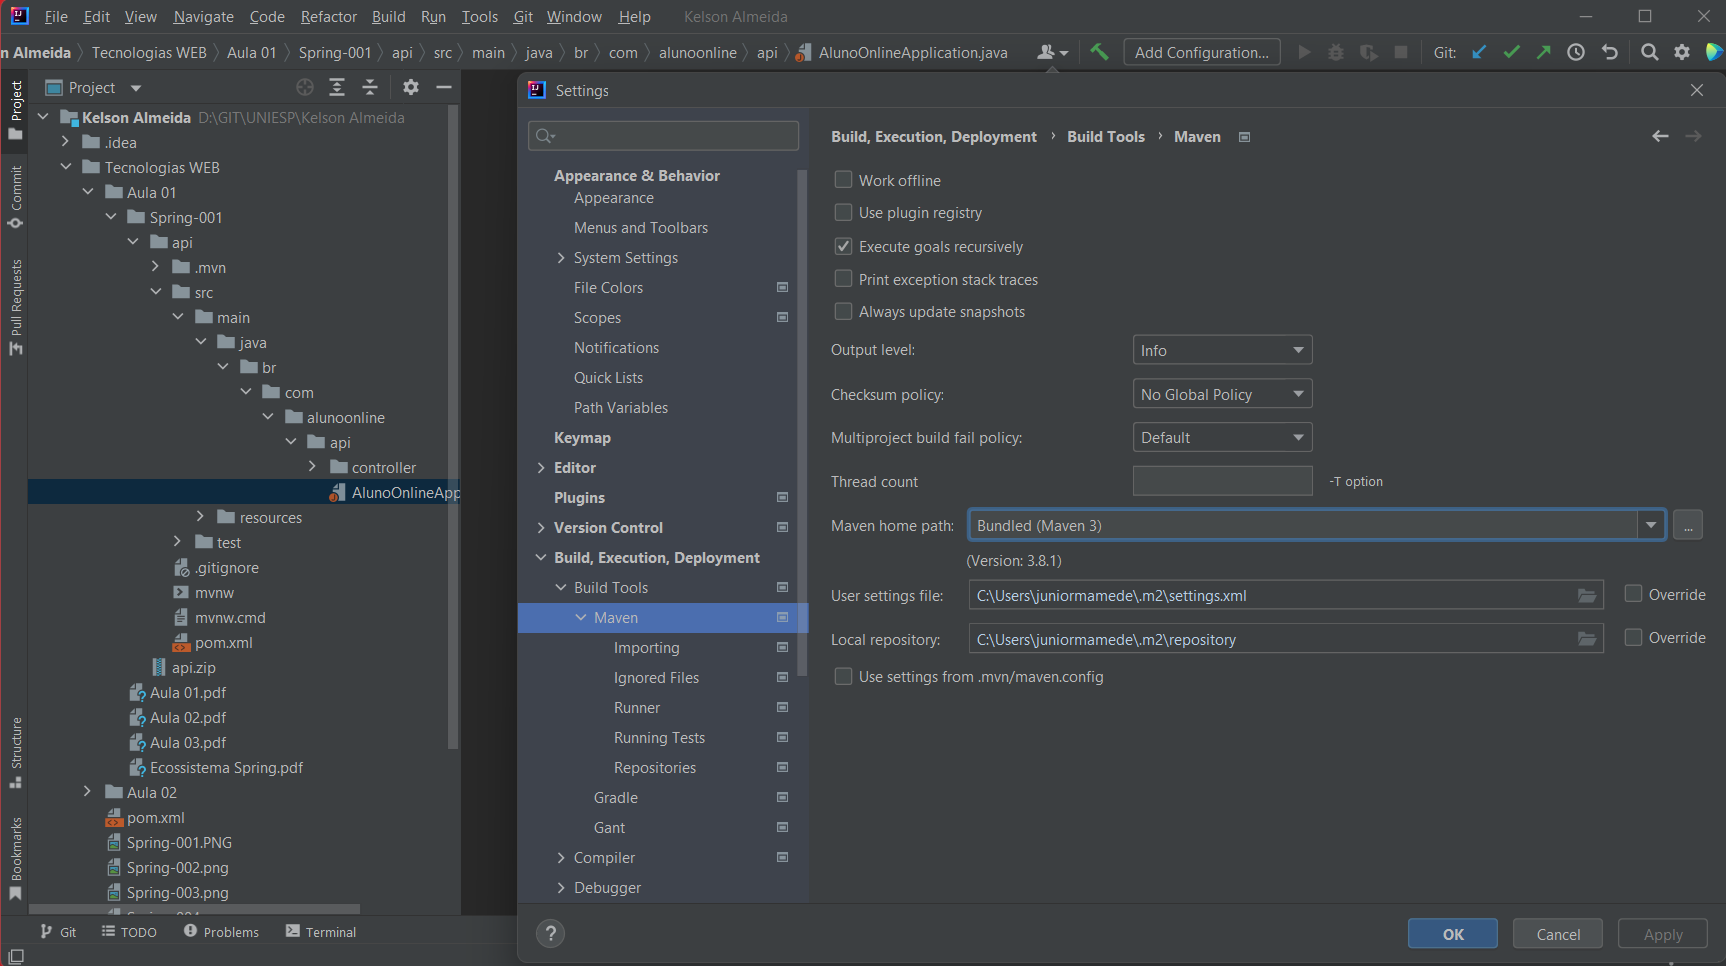 File Edit View Navigate Code Refactor Build Run Tools Git Window Help Kelson Almeida
n Almeida Tecnologias WEB Aula 01 Spring-001 api src main java br com alunoonline api AlunoOnlineApplication.java Add Configuration... Git:
Project
Commit
Pull Requests
Structure
Bookmarks
Project
Kelson Almeida D:\GIT\UNIESP\Kelson Almeida
.idea
Tecnologias WEB
Aula 01
Spring-001
api
.mvn
src
main
java
br
com
alunoonline
api
controller
AlunoOnlineApp
resources
test
.gitignore
mvnw
mvnw.cmd
pom.xml
api.zip
Aula 01.pdf
Aula 02.pdf
Aula 03.pdf
Ecossistema Spring.pdf
Aula 02
pom.xml
Spring-001.PNG
Spring-002.png
Spring-003.png
Git TODO Problems Terminal
Settings
Appearance & Behavior
Appearance
Menus and Toolbars
System Settings
File Colors
Scopes
Notifications
Quick Lists
Path Variables
Keymap
Editor
Plugins
Version Control
Build, Execution, Deployment
Build Tools
Maven
Importing
Ignored Files
Runner
Running Tests
Repositories
Gradle
Gant
Compiler
Debugger
Build, Execution, Deployment › Build Tools › Maven
Work offline
Use plugin registry
Execute goals recursively
Print exception stack traces
Always update snapshots
Output level: Info
Checksum policy: No Global Policy
Multiproject build fail policy: Default
Thread count -T option
Maven home path: Bundled (Maven 3) ...
(Version: 3.8.1)
User settings file: C:\Users\juniormamede\.m2\settings.xml Override
Local repository: C:\Users\juniormamede\.m2\repository Override
Use settings from .mvn/maven.config
? OK Cancel Apply